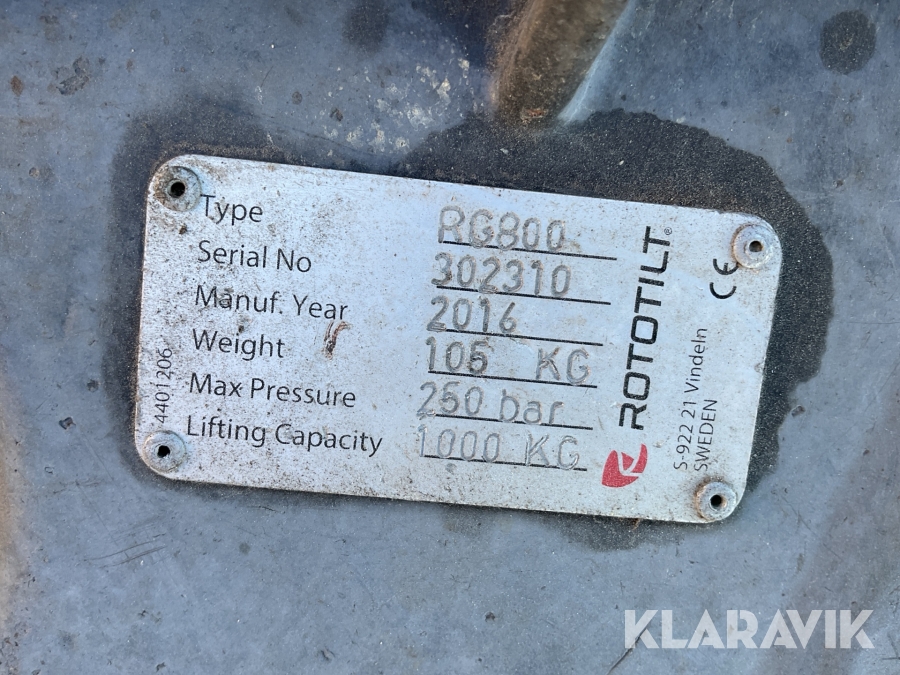 Type RG800
Serial No 302310
Manuf. Year 2016
Weight 105 KG
Max Pressure 250 bar
Lifting Capacity 1000 KG
4401206
ROTOTILT®
CE
S-922 21 Vindeln
SWEDEN
KLARAVIK